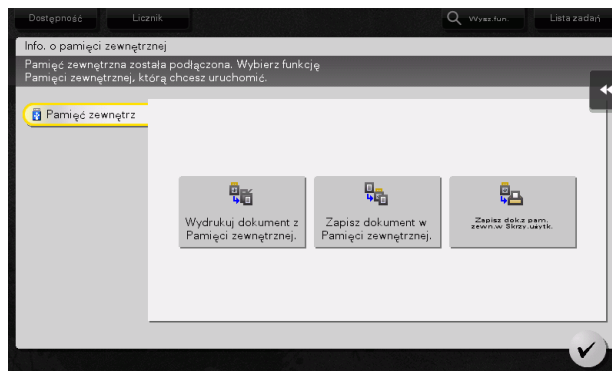 Dostępność
Licznik
Wysz.fun.
Lista zadań
Info. o pamięci zewnętrznej
Pamięć zewnętrzna została podłączona. Wybierz funkcję
Pamięci zewnętrznej, którą chcesz uruchomić.
Pamięć zewnętrz
Wydrukuj dokument z
Pamięci zewnętrznej.
Zapisz dokument w
Pamięci zewnętrznej.
Zapisz dok.z pam.
zewn.w Skrzy.użytk.